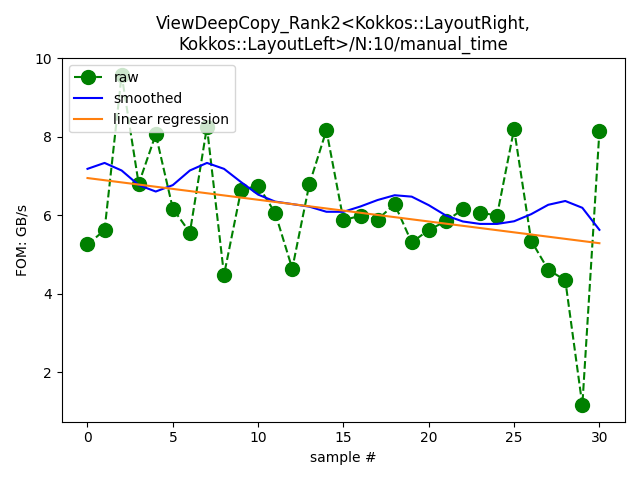 ViewDeepCopy_Rank2<Kokkos::LayoutRight,
Kokkos::LayoutLeft>/N:10/manual_time
raw
smoothed
linear regression
FOM: GB/s
10
8
6
4
2
0 5 10 15 20 25 30
sample #